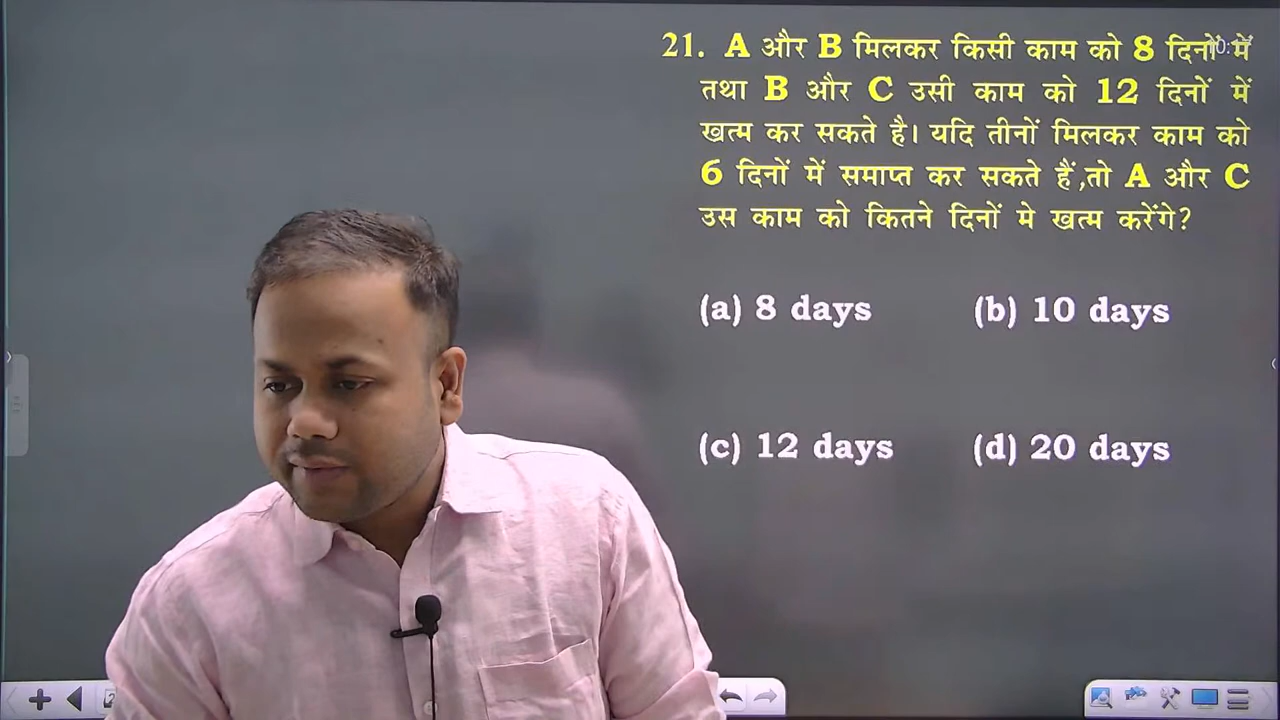 21. A और B मिलकर किसी काम को 8 दिनों में
तथा B और C उसी काम को 12 दिनों में
खत्म कर सकते है। यदि तीनों मिलकर काम को
6 दिनों में समाप्त कर सकते हैं,तो A और C
उस काम को कितने दिनों मे खत्म करेंगे?
(a) 8 days (b) 10 days
(c) 12 days (d) 20 days